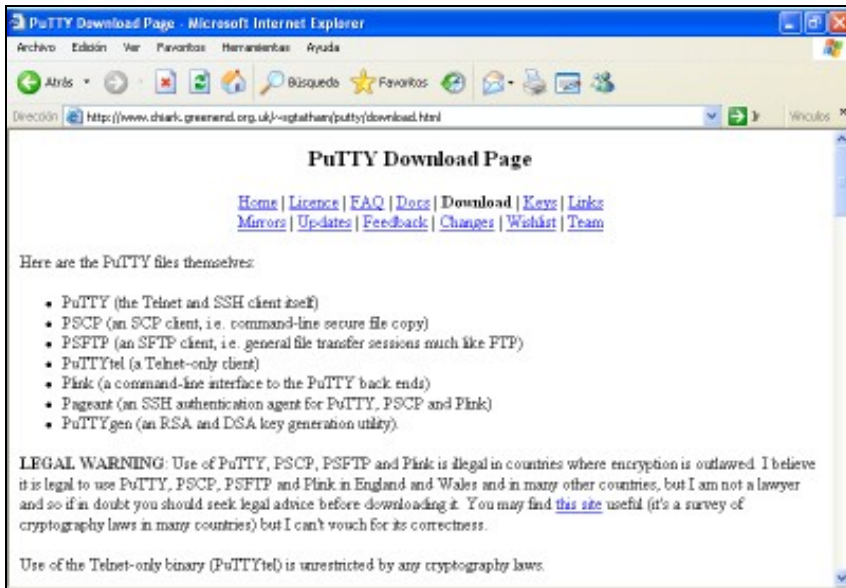 PuTTY Download Page - Microsoft Internet Explorer
Archivo Edición Ver Favoritos Herramientas Ayuda
Atrás Búsqueda Favoritos
Dirección http://www.chiark.greenend.org.uk/~sgtatham/putty/download.html Ir Vínculos »
PuTTY Download Page
Home | Licence | FAQ | Docs | Download | Keys | Links
Mirrors | Updates | Feedback | Changes | Wishlist | Team
Here are the PuTTY files themselves:
• PuTTY (the Telnet and SSH client itself)
• PSCP (an SCP client, i.e. command-line secure file copy)
• PSFTP (an SFTP client, i.e. general file transfer sessions much like FTP)
• PuTTYtel (a Telnet-only client)
• Plink (a command-line interface to the PuTTY back ends)
• Pageant (an SSH authentication agent for PuTTY, PSCP and Plink)
• PuTTYgen (an RSA and DSA key generation utility).
LEGAL WARNING: Use of PuTTY, PSCP, PSFTP and Plink is illegal in countries where encryption is outlawed. I believe
it is legal to use PuTTY, PSCP, PSFTP and Plink in England and Wales and in many other countries, but I am not a lawyer
and so if in doubt you should seek legal advice before downloading it. You may find this site useful (it's a survey of
cryptography laws in many countries) but I can't vouch for its correctness.
Use of the Telnet-only binary (PuTTYtel) is unrestricted by any cryptography laws.